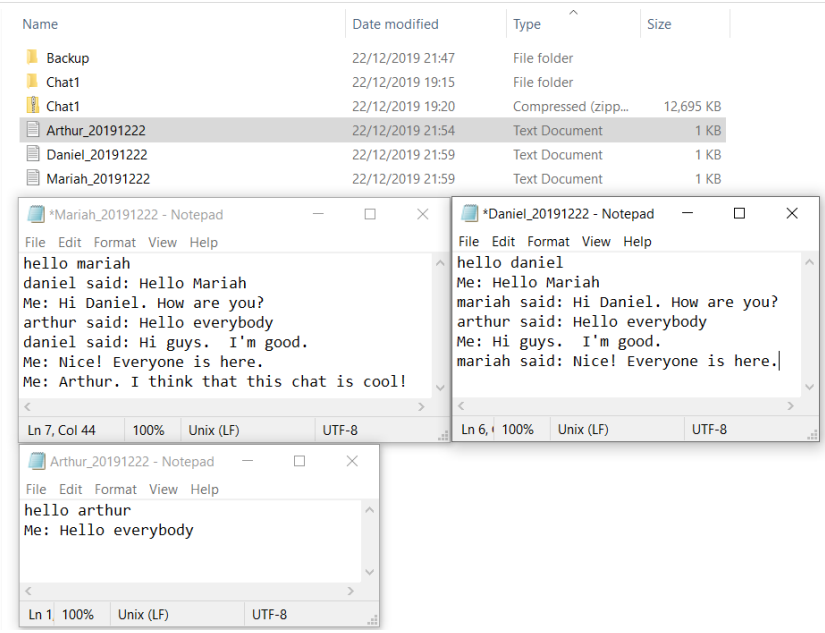 Name Date modified Type Size
Backup 22/12/2019 21:47 File folder
Chat1 22/12/2019 19:15 File folder
Chat1 22/12/2019 19:20 Compressed (zipp... 12,695 KB
Arthur_20191222 22/12/2019 21:54 Text Document 1 KB
Daniel_20191222 22/12/2019 21:59 Text Document 1 KB
Mariah_20191222 22/12/2019 21:59 Text Document 1 KB
*Mariah_20191222 - Notepad
File Edit Format View Help
hello mariah
daniel said: Hello Mariah
Me: Hi Daniel. How are you?
arthur said: Hello everybody
daniel said: Hi guys.  I'm good.
Me: Nice! Everyone is here.
Me: Arthur. I think that this chat is cool!
Ln 7, Col 44 100% Unix (LF) UTF-8
*Daniel_20191222 - Notepad
File Edit Format View Help
hello daniel
Me: Hello Mariah
mariah said: Hi Daniel. How are you?
arthur said: Hello everybody
Me: Hi guys.  I'm good.
mariah said: Nice! Everyone is here.
Ln 6, 100% Unix (LF) UTF-8
Arthur_20191222 - Notepad
File Edit Format View Help
hello arthur
Me: Hello everybody
Ln 1 100% Unix (LF) UTF-8